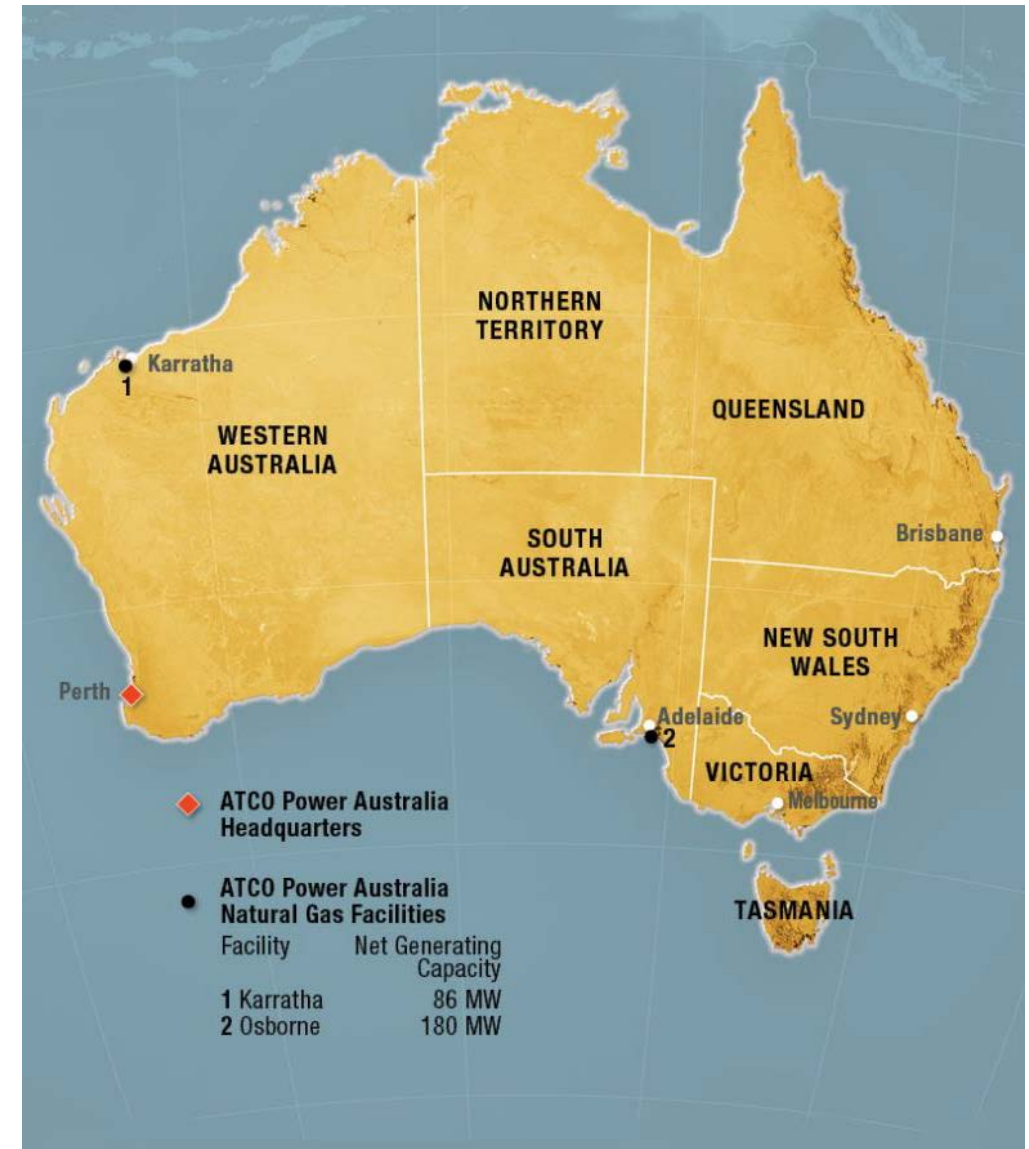 NORTHERN
TERRITORY
Karratha
1
QUEENSLAND
WESTERN
AUSTRALIA
Brisbane
SOUTH
AUSTRALIA
NEW SOUTH
WALES
Perth
Adelaide
2
Sydney
VICTORIA
Melbourne
TASMANIA
ATCO Power Australia
Headquarters
ATCO Power Australia
Natural Gas Facilities
Facility Net Generating
Capacity
1 Karratha 86 MW
2 Osborne 180 MW